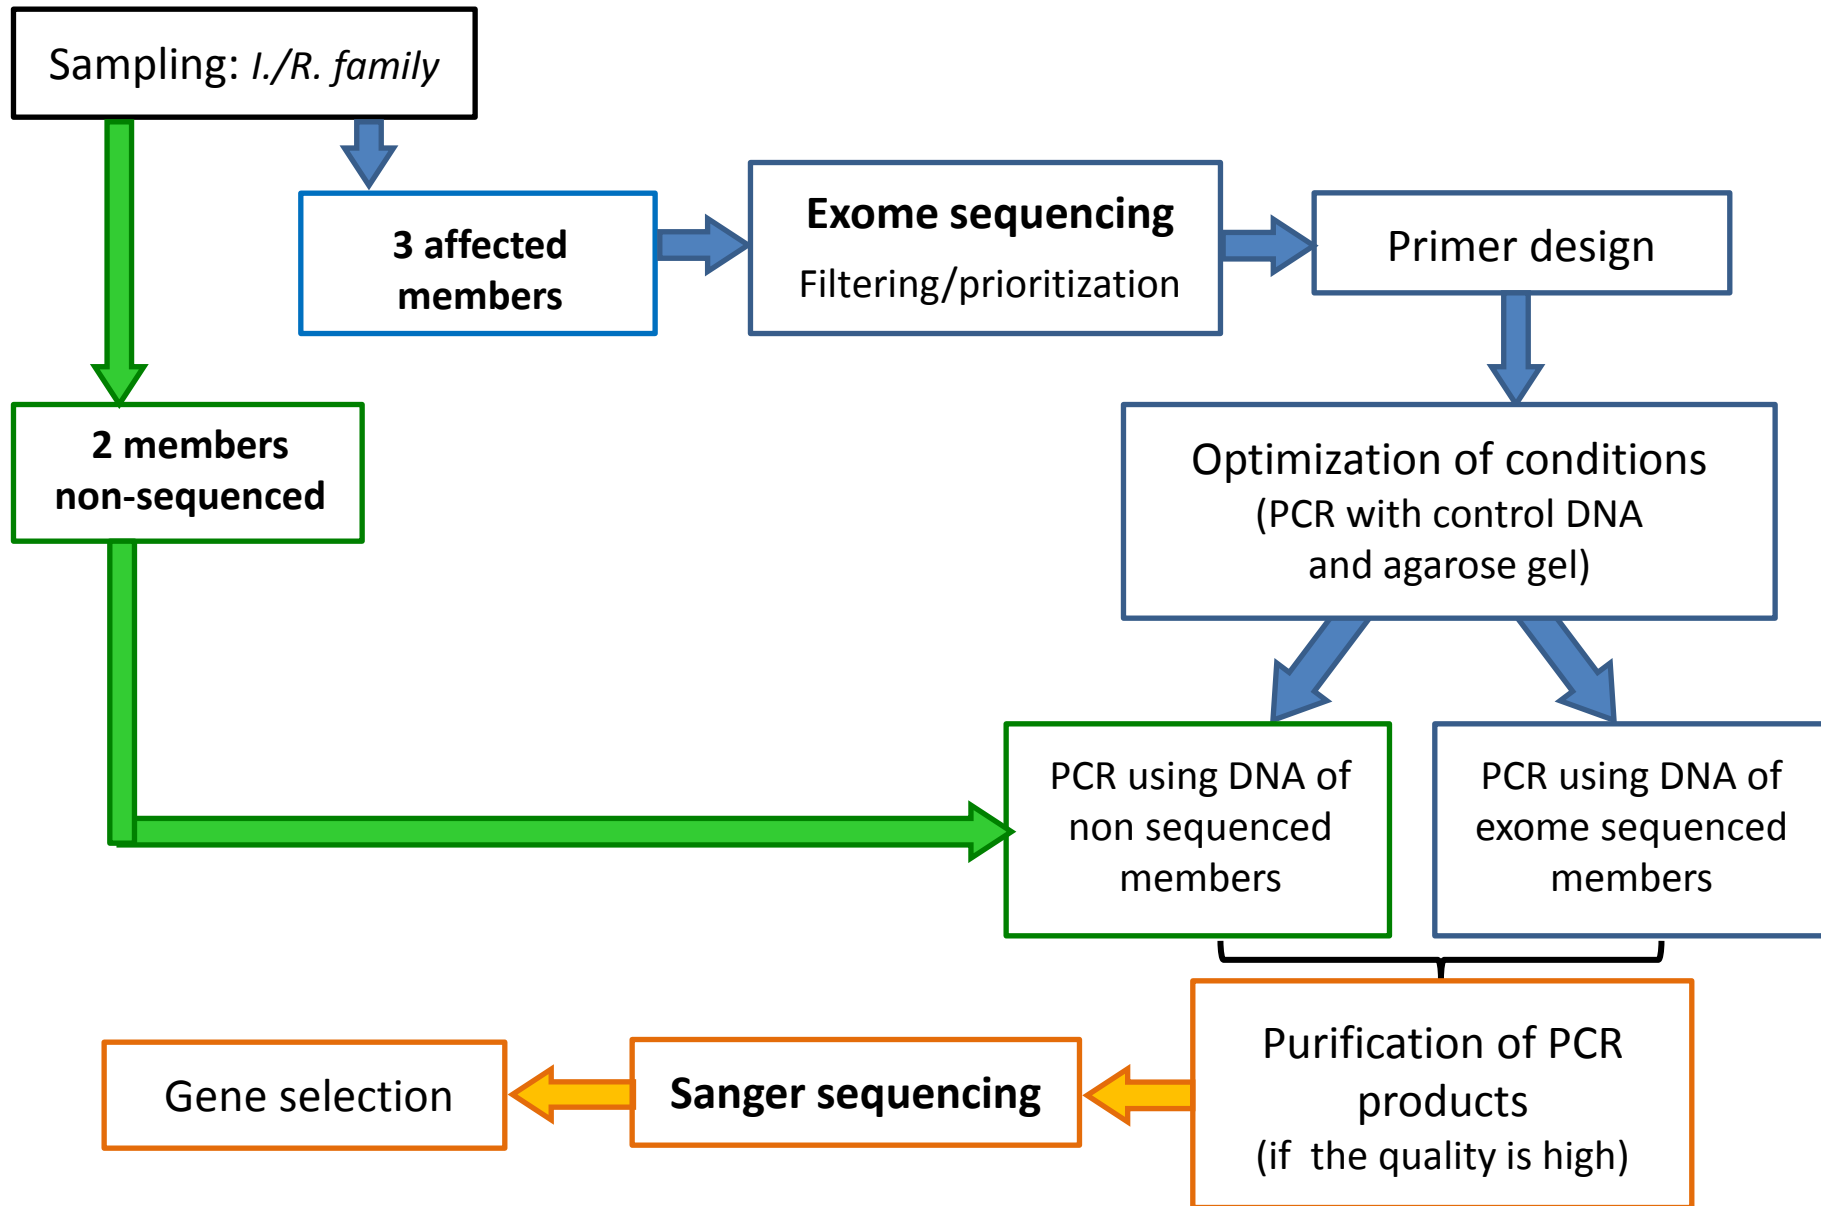 Sampling: I./R. family
3 affected
members
Exome sequencing
Filtering/prioritization
Primer design
2 members
non-sequenced
Optimization of conditions
(PCR with control DNA
and agarose gel)
PCR using DNA of
non sequenced
members
PCR using DNA of
exome sequenced
members
Gene selection
Sanger sequencing
Purification of PCR
products
(if the quality is high)